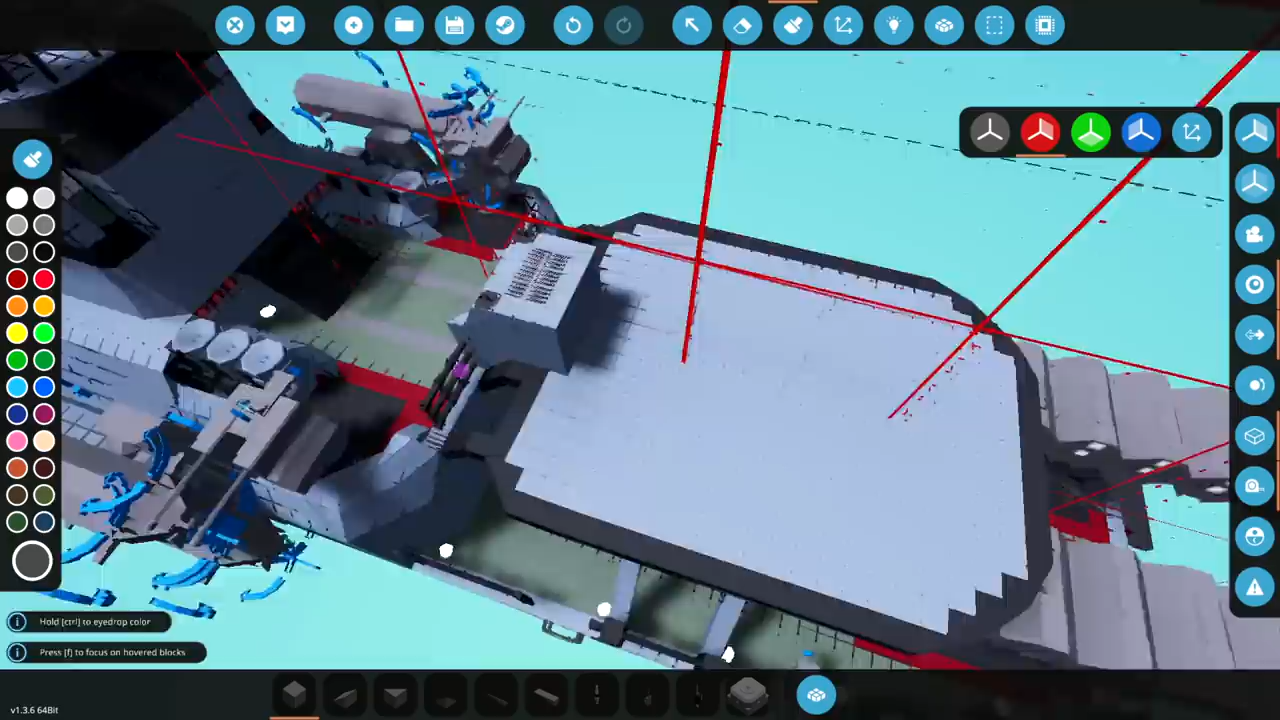 Hold [ctrl] to eyedrop color
Press [f] to focus on hovered blocks
v1.3.6 64Bit